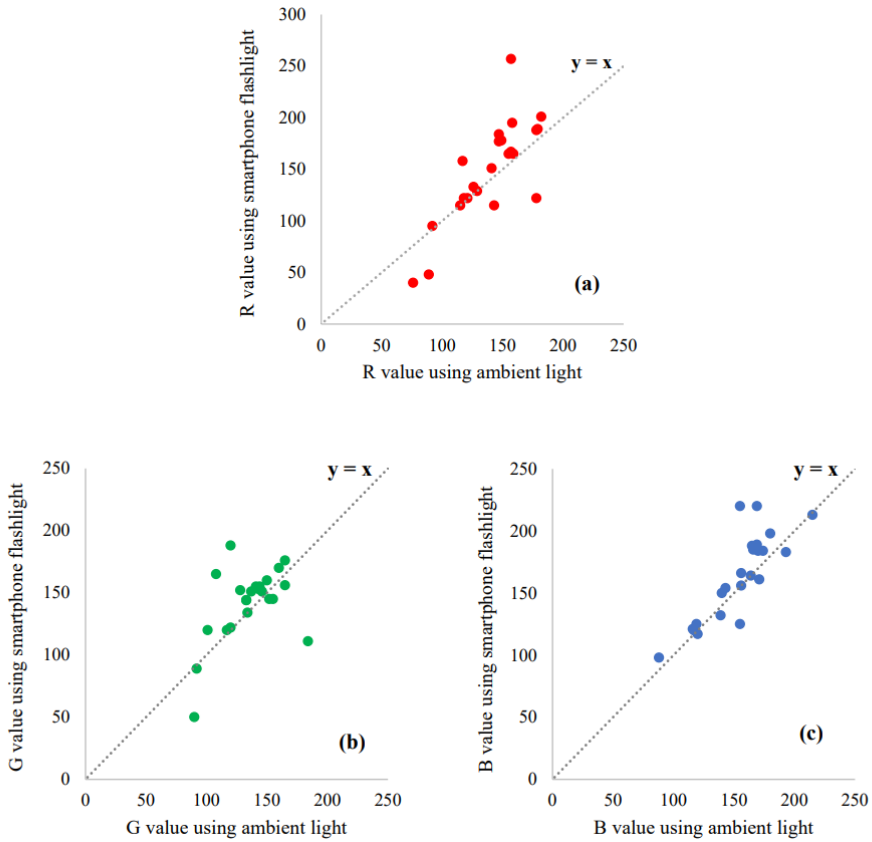 300
250
200
150
100
50
0
R value using smartphone flashlight
y = x
(a)
0 50 100 150 200 250
R value using ambient light
250
200
150
100
50
0
G value using smartphone flashlight
y = x
(b)
0 50 100 150 200 250
G value using ambient light
250
200
150
100
50
0
B value using smartphone flashlight
y = x
(c)
0 50 100 150 200 250
B value using ambient light